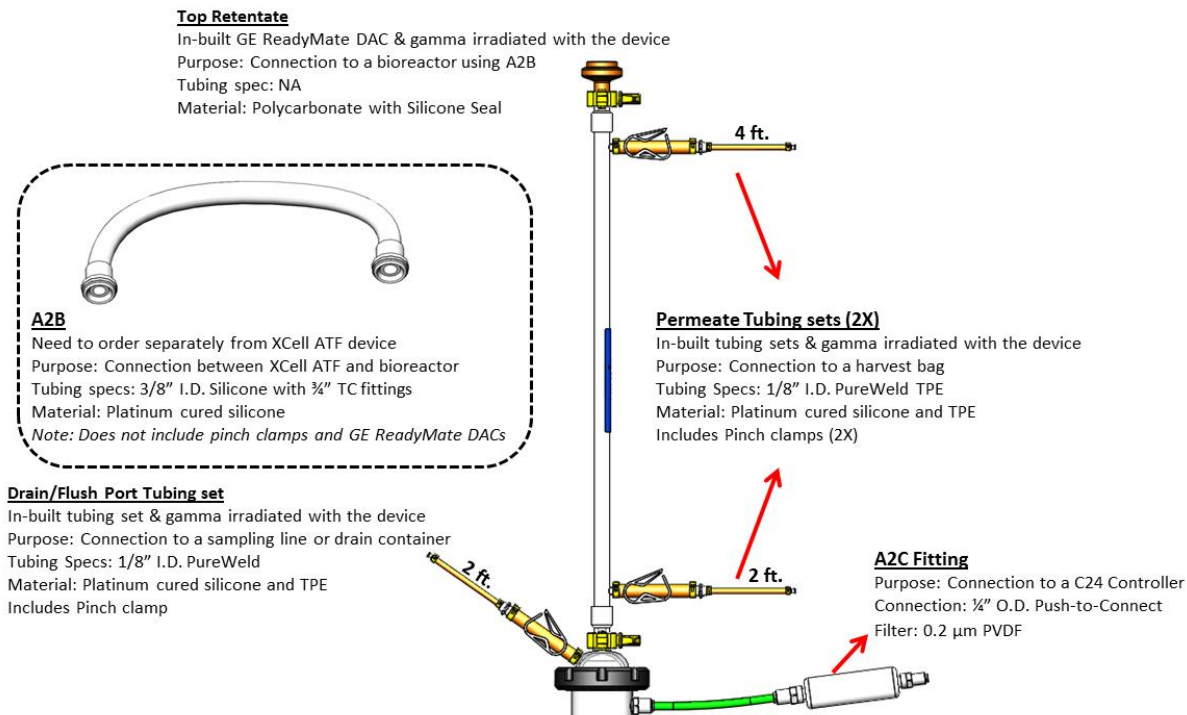 Top Retentate
In-built GE ReadyMate DAC & gamma irradiated with the device
Purpose: Connection to a bioreactor using A2B
Tubing spec: NA
Material: Polycarbonate with Silicone Seal
4 ft.
A2B
Need to order separately from XCell ATF device
Purpose: Connection between XCell ATF and bioreactor
Tubing specs: 3/8” I.D. Silicone with ¾” TC fittings
Material: Platinum cured silicone
Note: Does not include pinch clamps and GE ReadyMate DACs
Permeate Tubing sets (2X)
In-built tubing sets & gamma irradiated with the device
Purpose: Connection to a harvest bag
Tubing Specs: 1/8” I.D. PureWeld TPE
Material: Platinum cured silicone and TPE
Includes Pinch clamps (2X)
Drain/Flush Port Tubing set
In-built tubing set & gamma irradiated with the device
Purpose: Connection to a sampling line or drain container
Tubing Specs: 1/8” I.D. PureWeld
Material: Platinum cured silicone and TPE
Includes Pinch clamp
2 ft.
2 ft.
A2C Fitting
Purpose: Connection to a C24 Controller
Connection: ¼” O.D. Push-to-Connect
Filter: 0.2 µm PVDF